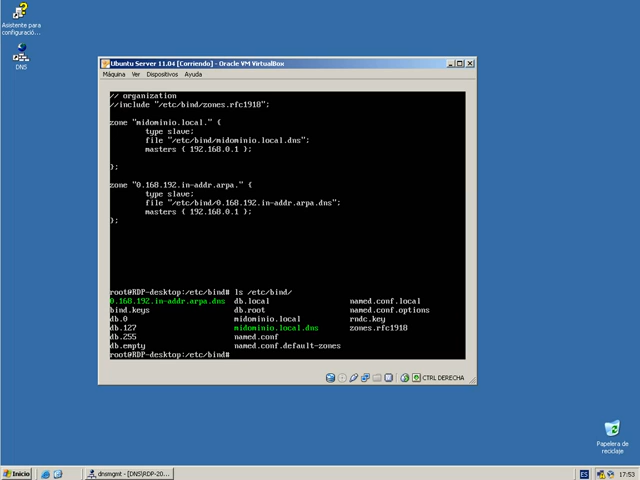 Asistente para
configuració...
DNS
Ubuntu Server 11.04 [Corriendo] - Oracle VM VirtualBox
Máquina Ver Dispositivos Ayuda
// organization
//include "/etc/bind/zones.rfc1918";
zone "midominio.local." {
type slave;
file "/etc/bind/midominio.local.dns";
masters { 192.168.0.1 };
};
zone "0.168.192.in-addr.arpa." {
type slave;
file "/etc/bind/0.168.192.in-addr.arpa.dns";
masters { 192.168.0.1 };
};
root@RDP-desktop:/etc/bind# ls /etc/bind/
0.168.192.in-addr.arpa.dns db.local named.conf.local
bind.keys db.root named.conf.options
db.0 midominio.local rndc.key
db.127 midominio.local.dns zones.rfc1918
db.255 named.conf
db.empty named.conf.default-zones
root@RDP-desktop:/etc/bind#
CTRL DERECHA
Papelera de
reciclaje
Inicio dnsmgmt - [DNS\RDP-20... ES 17:53